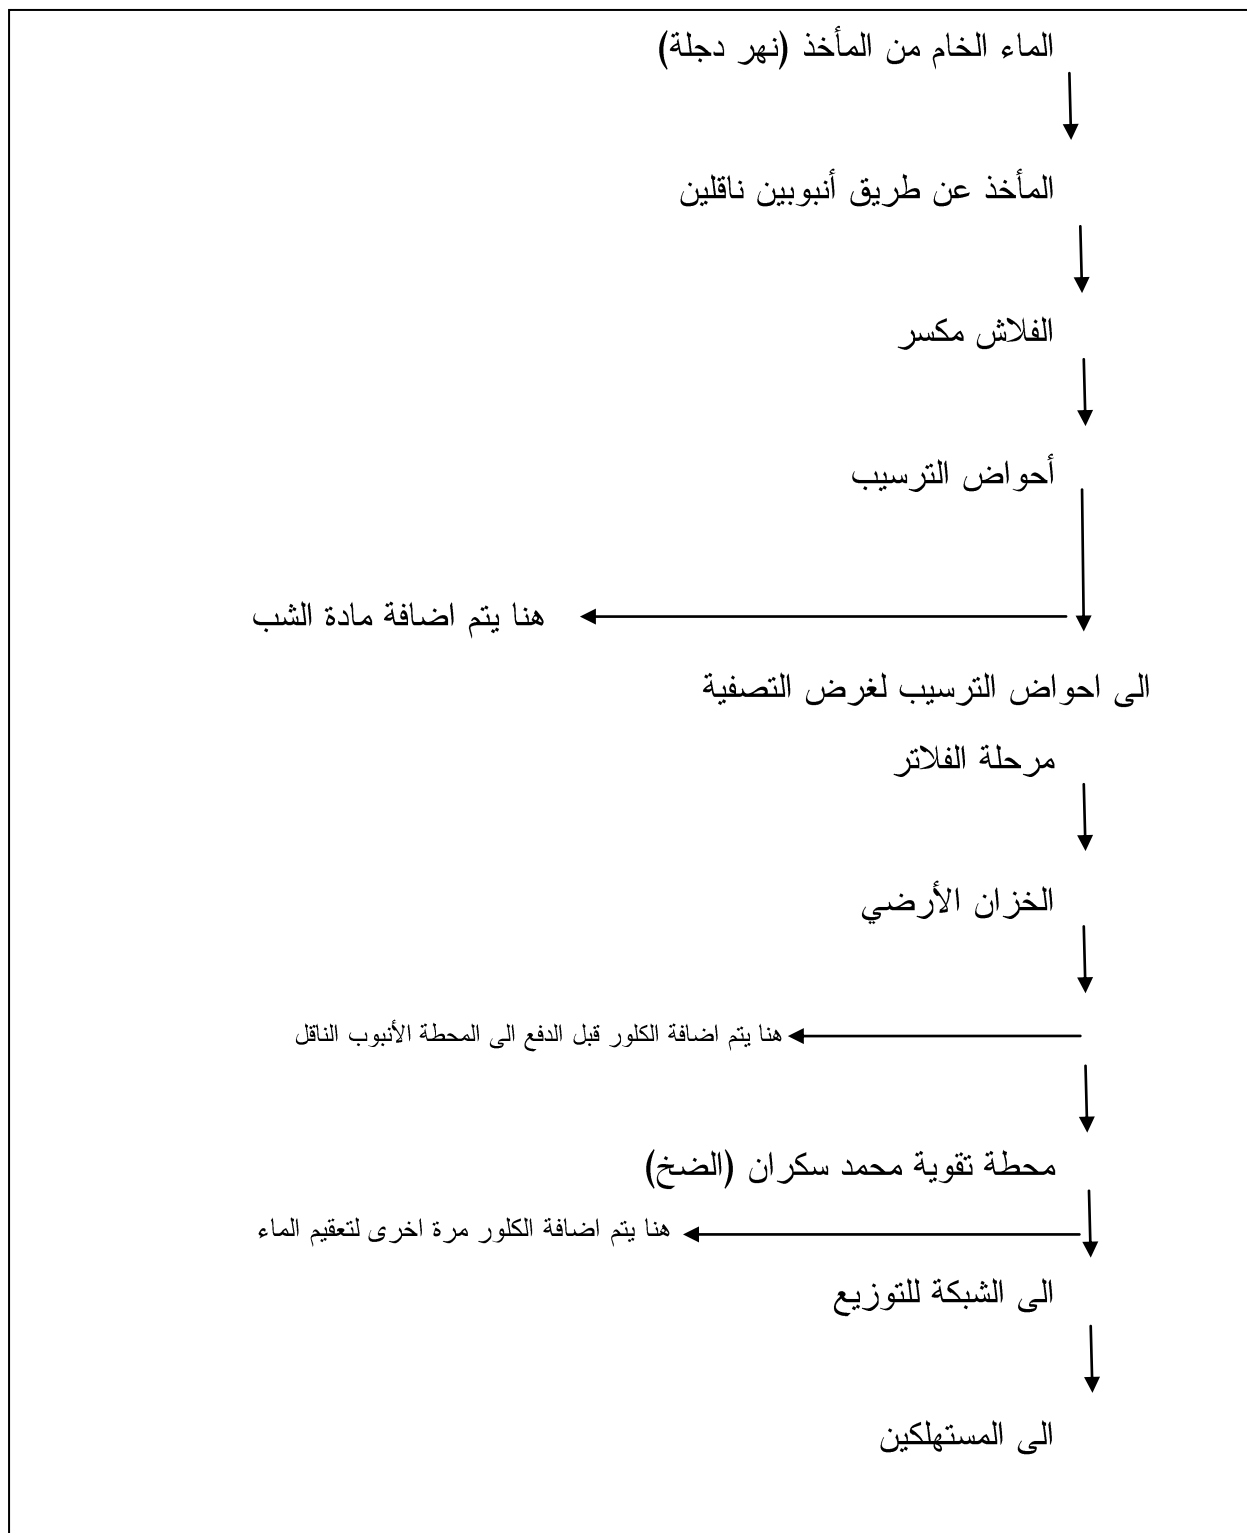 الماء الخام من المأخذ (نهر دجلة)
المأخذ عن طريق أنبوبين ناقلين
الفلاش مكسر
أحواض الترسيب
هنا يتم اضافة مادة الشب
الى احواض الترسيب لغرض التصفية
مرحلة الفلاتر
الخزان الأرضي
هنا يتم اضافة الكلور قبل الدفع الى المحطة الأنبوب الناقل
محطة تقوية محمد سكران (الضخ)
هنا يتم اضافة الكلور مرة اخرى لتعقيم الماء
الى الشبكة للتوزيع
الى المستهلكين